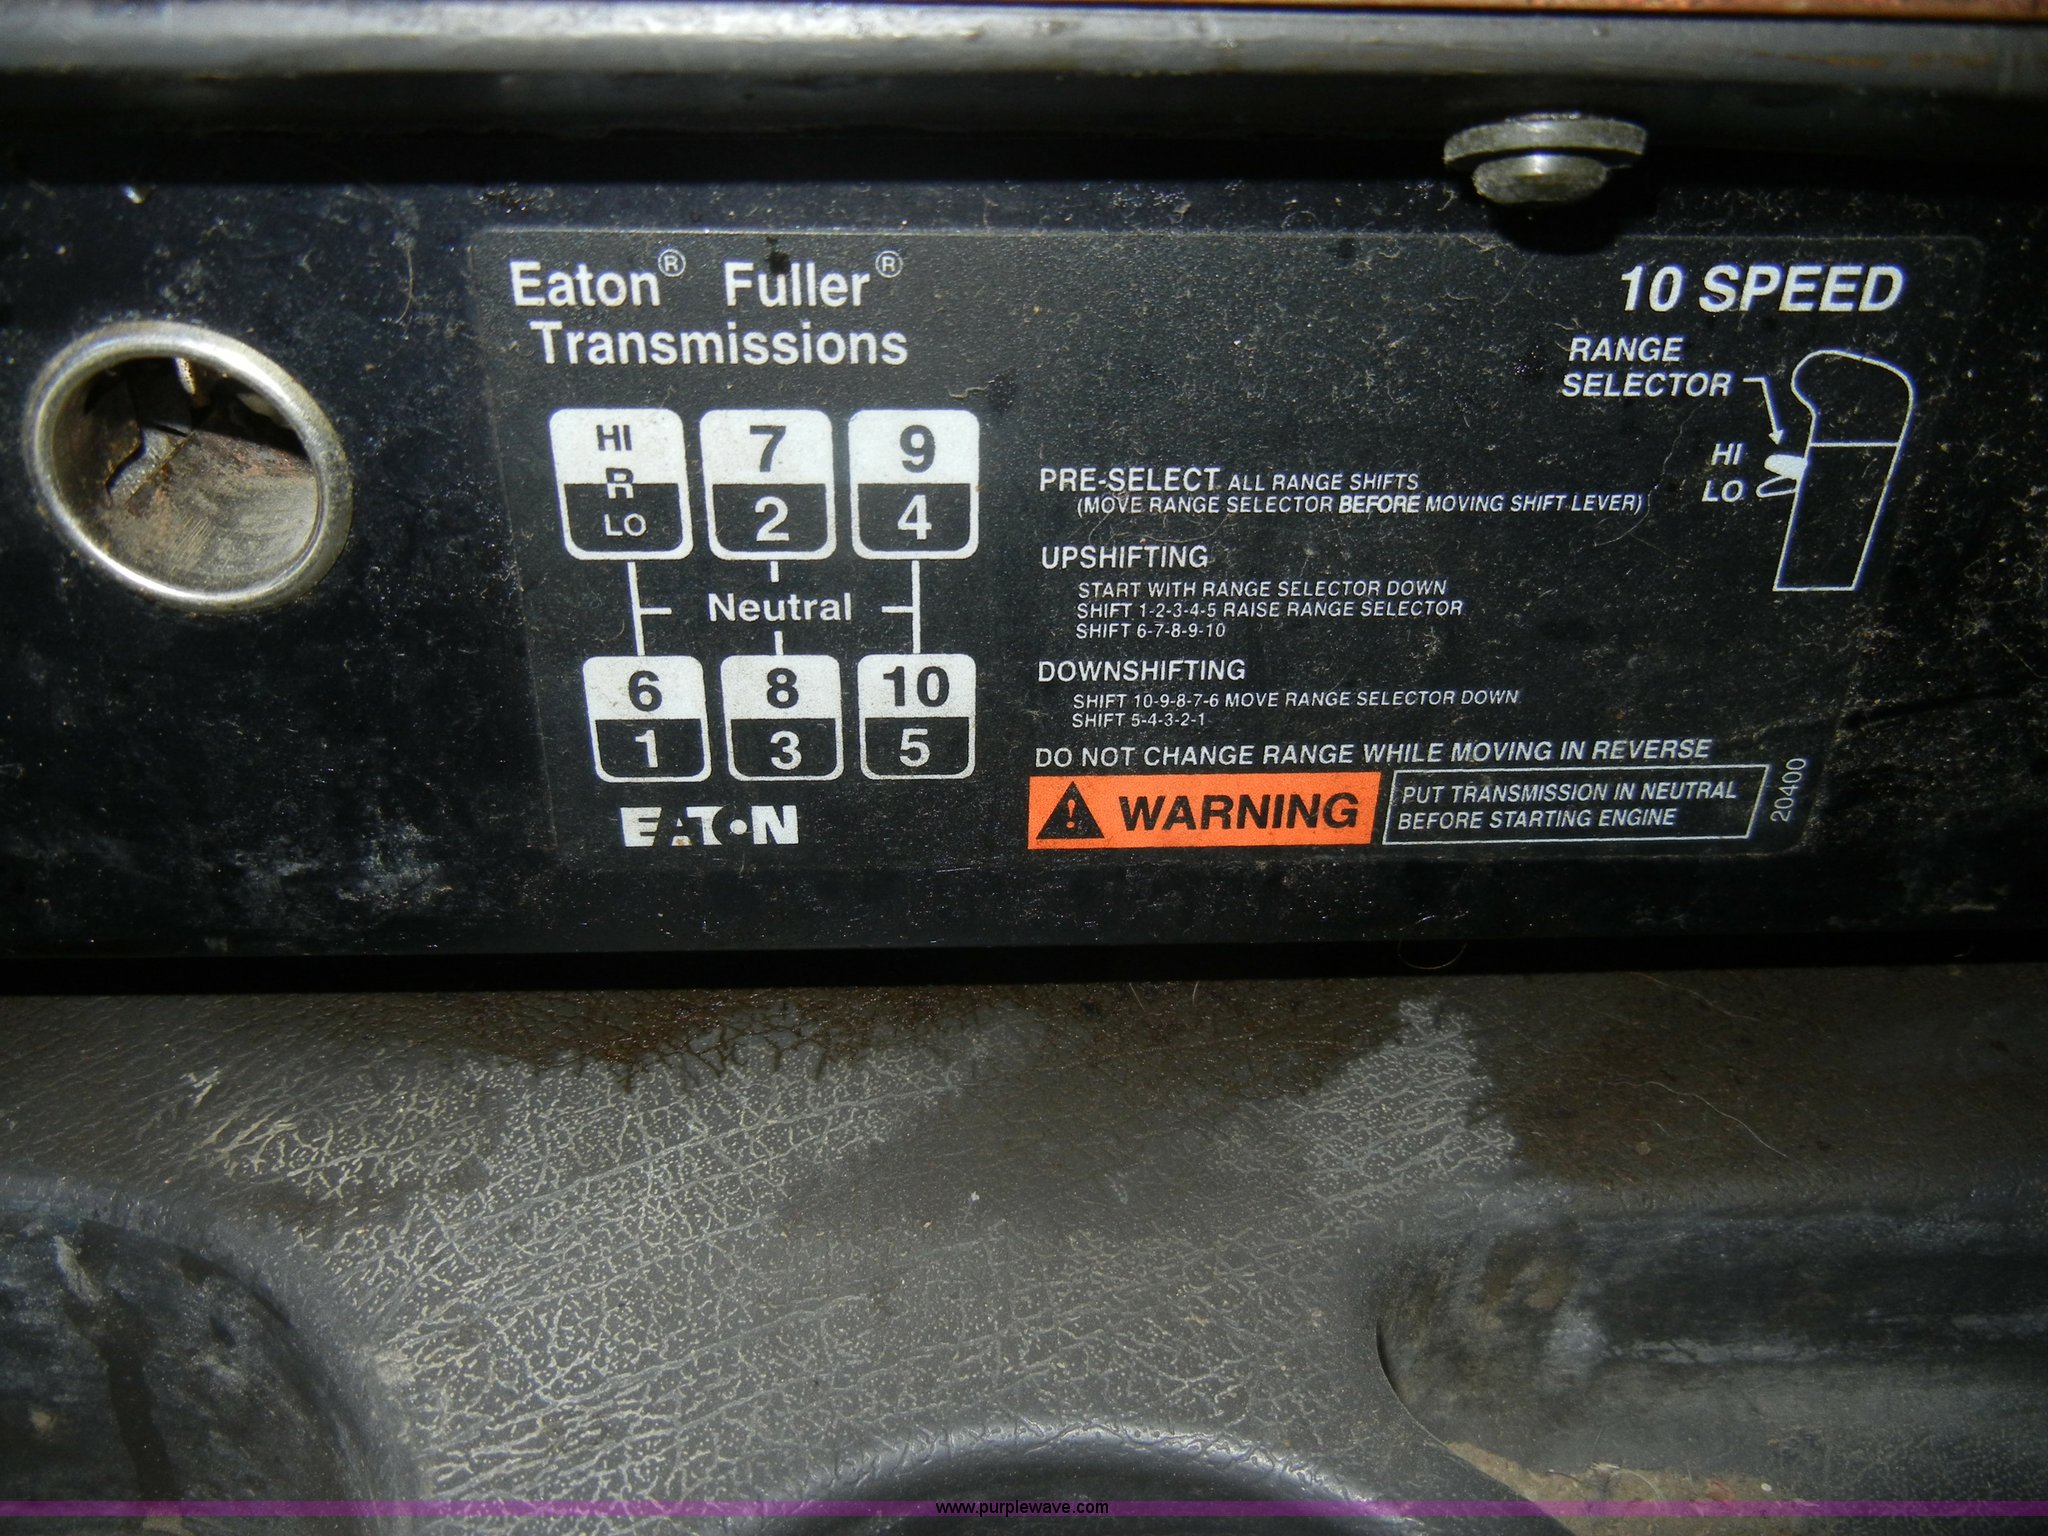 Eaton® Fuller®
Transmissions
HI
R
LO
7
2
9
4
Neutral
6
1
8
3
10
5
EATON
10 SPEED
RANGE
SELECTOR
HI
LO
PRE-SELECT ALL RANGE SHIFTS
(MOVE RANGE SELECTOR BEFORE MOVING SHIFT LEVER)
UPSHIFTING
START WITH RANGE SELECTOR DOWN
SHIFT 1-2-3-4-5 RAISE RANGE SELECTOR
SHIFT 6-7-8-9-10
DOWNSHIFTING
SHIFT 10-9-8-7-6 MOVE RANGE SELECTOR DOWN
SHIFT 5-4-3-2-1
DO NOT CHANGE RANGE WHILE MOVING IN REVERSE
WARNING
PUT TRANSMISSION IN NEUTRAL
BEFORE STARTING ENGINE
20400
www.purplewave.com